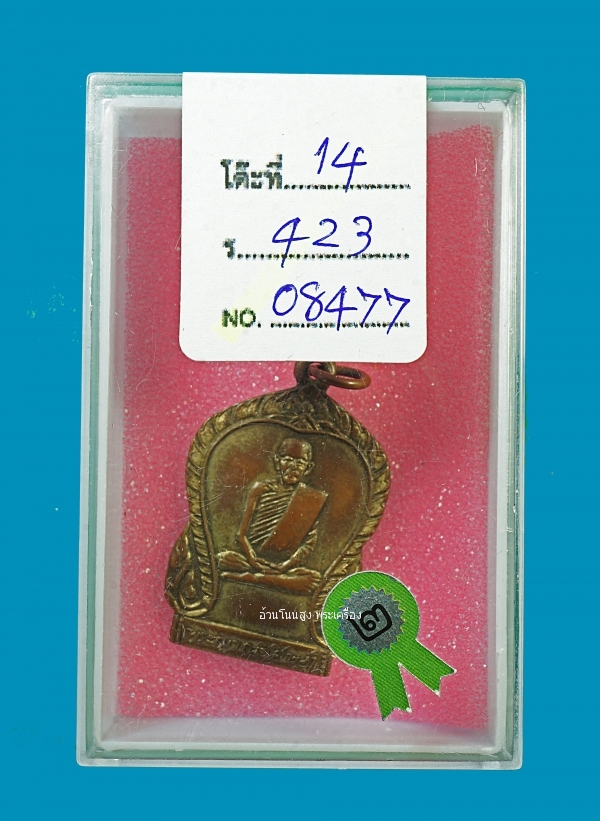 โต๊ะที่ 14
ร. 423
NO. 08477
อ้วนโนนสูง พระเครื่อง
๒